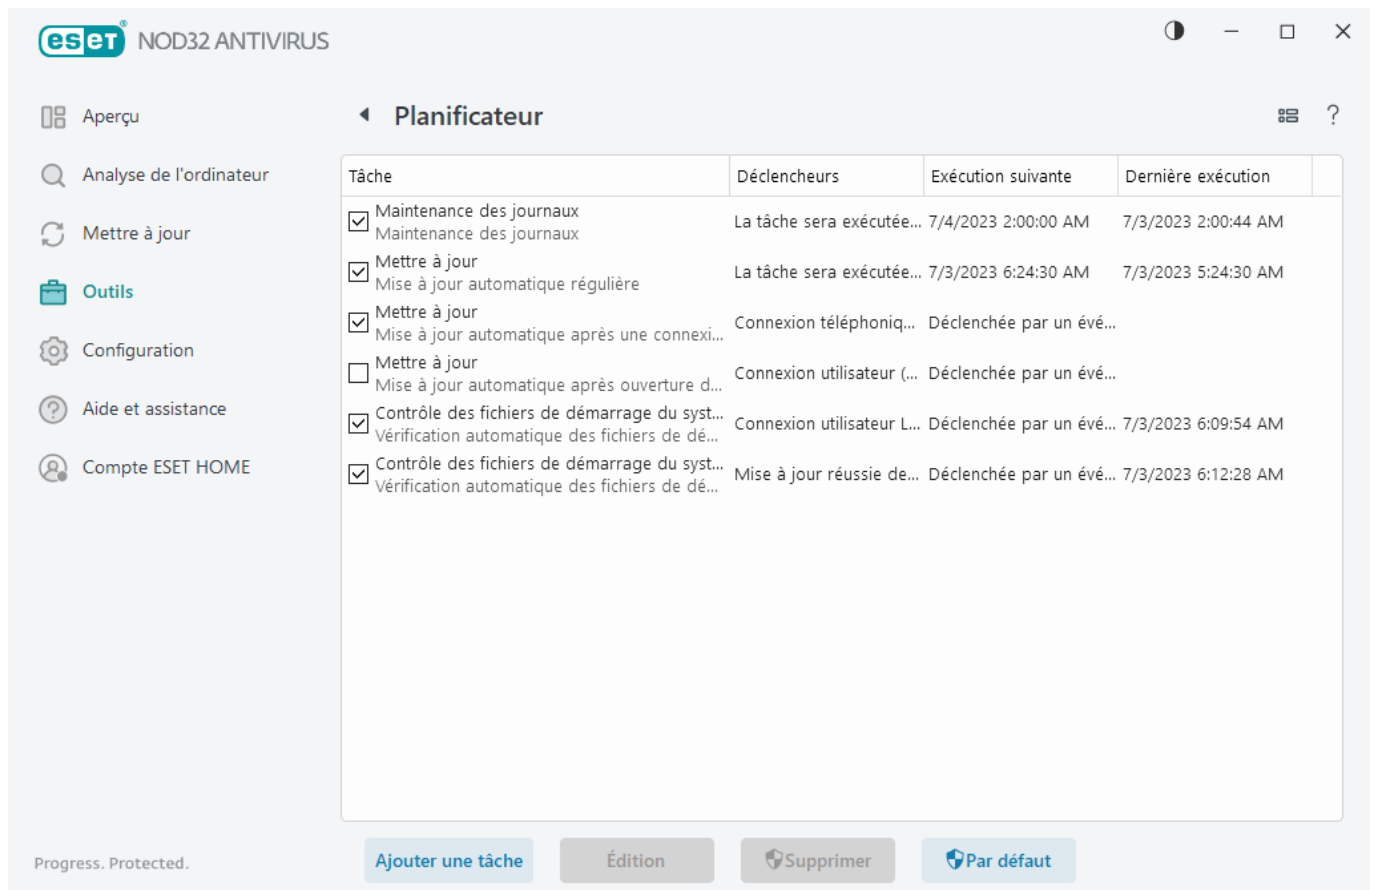 eset® NOD32 ANTIVIRUS
Aperçu
Analyse de l'ordinateur
Mettre à jour
Outils
Configuration
Aide et assistance
Compte ESET HOME
Progress. Protected.
Planificateur
?
Tâche Déclencheurs Exécution suivante Dernière exécution
Maintenance des journaux
Maintenance des journaux
La tâche sera exécutée... 7/4/2023 2:00:00 AM 7/3/2023 2:00:44 AM
Mettre à jour
Mise à jour automatique régulière
La tâche sera exécutée... 7/3/2023 6:24:30 AM 7/3/2023 5:24:30 AM
Mettre à jour
Mise à jour automatique après une connexi...
Connexion téléphoniq... Déclenchée par un évé...
Mettre à jour
Mise à jour automatique après ouverture d...
Connexion utilisateur (... Déclenchée par un évé...
Contrôle des fichiers de démarrage du syst...
Vérification automatique des fichiers de dé...
Connexion utilisateur L... Déclenchée par un évé... 7/3/2023 6:09:54 AM
Contrôle des fichiers de démarrage du syst...
Vérification automatique des fichiers de dé...
Mise à jour réussie de... Déclenchée par un évé... 7/3/2023 6:12:28 AM
Ajouter une tâche Édition Supprimer Par défaut